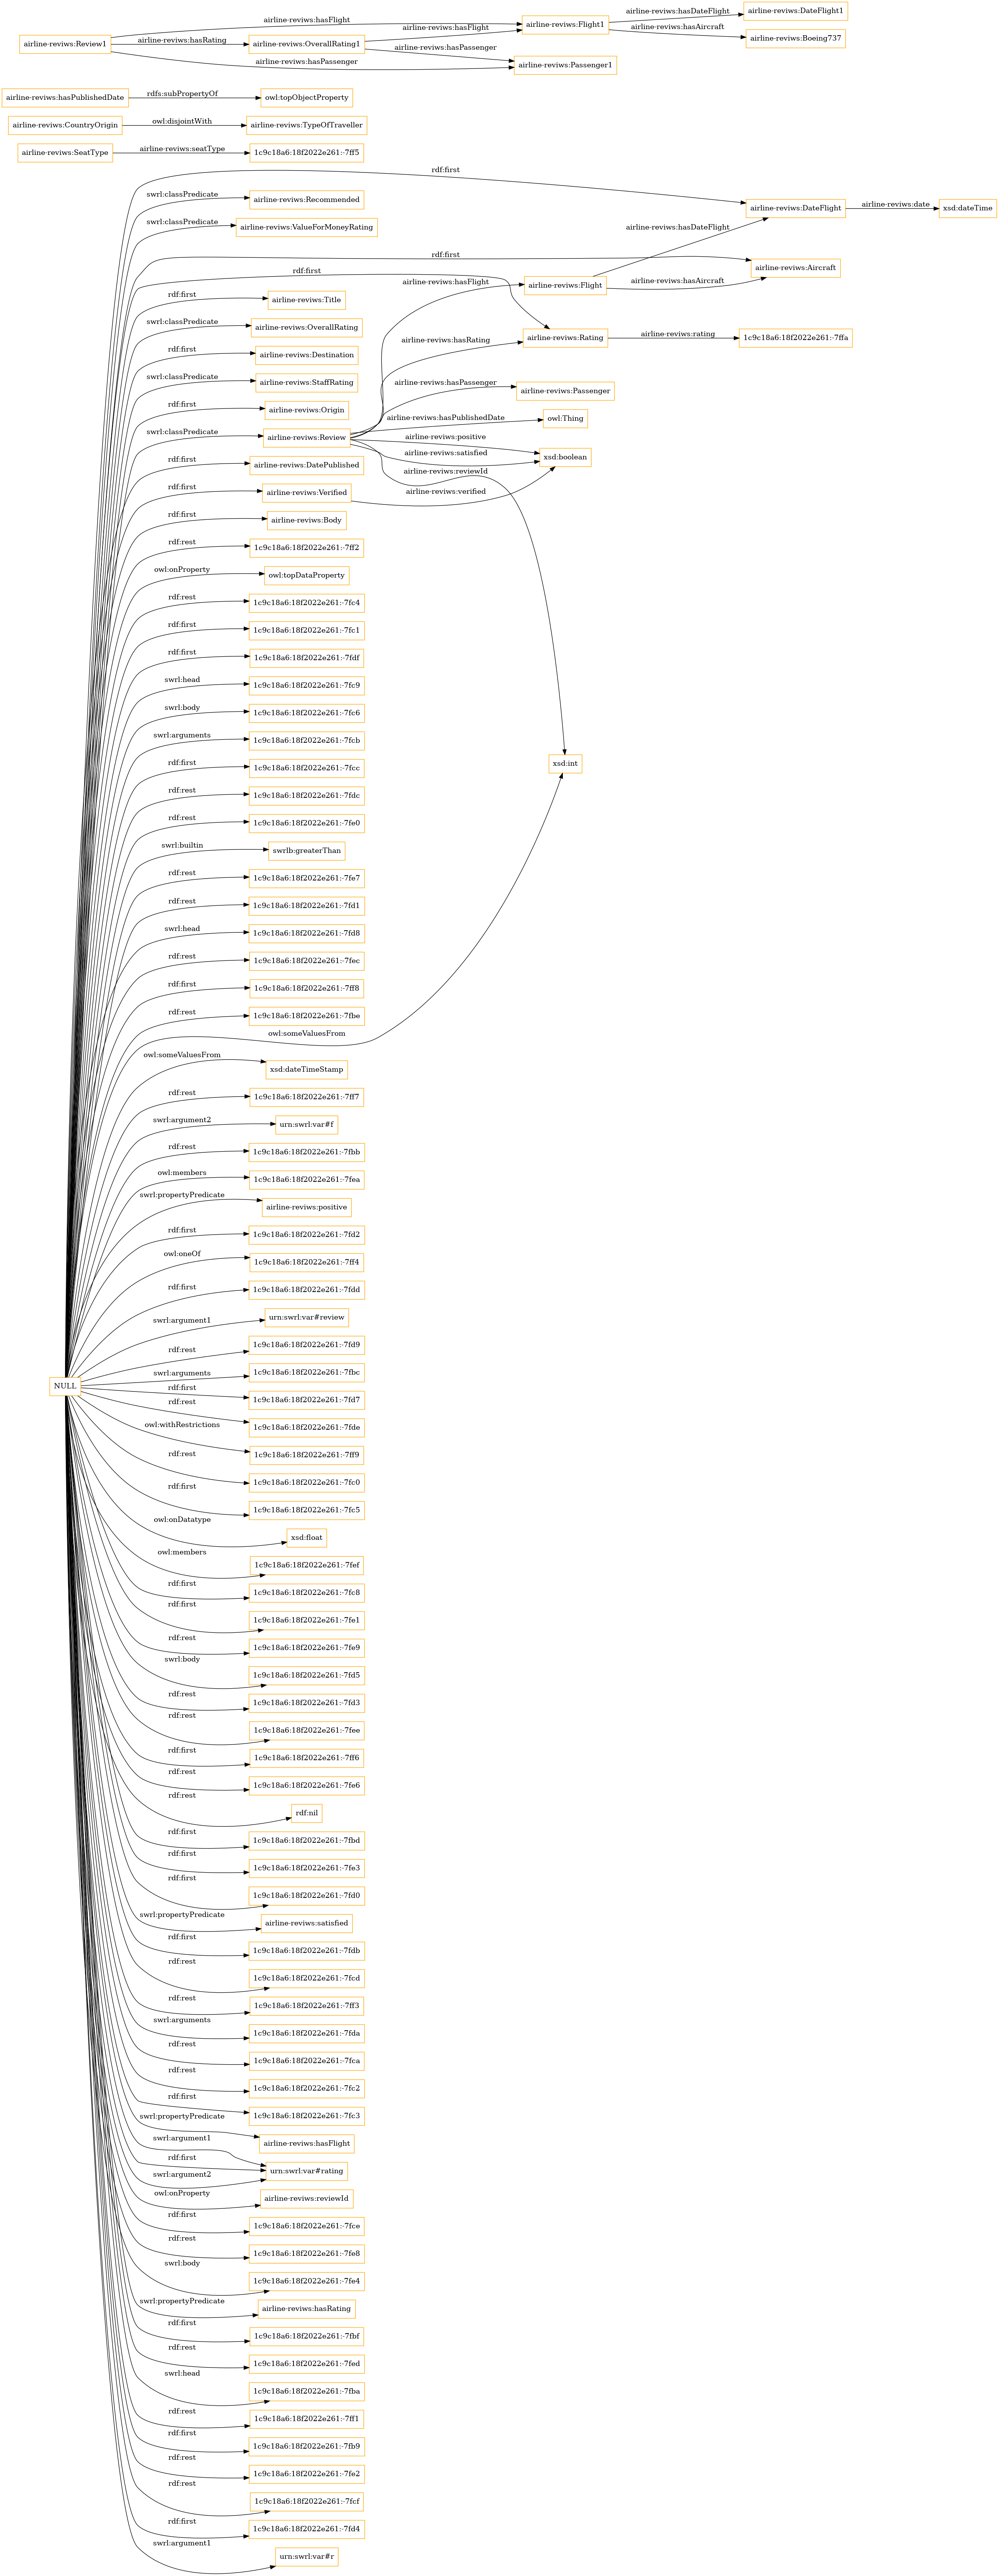 airline-reviws:hasFlight
airline-reviws:hasDateFlight
airline-reviws:DateFlight1
airline-reviws:Flight1
airline-reviws:hasFlight
airline-reviws:hasAircraft
airline-reviws:Boeing737
airline-reviws:Review1
airline-reviws:hasRating
airline-reviws:OverallRating1
airline-reviws:hasPassenger
airline-reviws:hasPassenger
airline-reviws:Passenger1
airline-reviws:hasPublishedDate
rdfs:subPropertyOf
owl:topObjectProperty
airline-reviws:CountryOrigin
owl:disjointWith
airline-reviws:TypeOfTraveller
airline-reviws:SeatType
airline-reviws:seatType
1c9c18a6:18f2022e261:-7ff5
rdf:first
swrl:classPredicate
airline-reviws:Recommended
airline-reviws:DateFlight
airline-reviws:date
xsd:dateTime
swrl:classPredicate
airline-reviws:ValueForMoneyRating
airline-reviws:hasDateFlight
rdf:first
airline-reviws:Aircraft
rdf:first
airline-reviws:hasFlight
airline-reviws:Flight
airline-reviws:hasAircraft
rdf:first
airline-reviws:Title
swrl:classPredicate
airline-reviws:OverallRating
airline-reviws:hasRating
airline-reviws:Rating
airline-reviws:rating
1c9c18a6:18f2022e261:-7ffa
rdf:first
airline-reviws:Destination
swrl:classPredicate
airline-reviws:StaffRating
airline-reviws:hasPassenger
airline-reviws:Passenger
rdf:first
airline-reviws:Origin
airline-reviws:hasPublishedDate
owl:Thing
swrl:classPredicate
airline-reviws:Review
airline-reviws:positive
airline-reviws:satisfied
xsd:boolean
rdf:first
airline-reviws:DatePublished
airline-reviws:reviewId
rdf:first
airline-reviws:Verified
airline-reviws:verified
rdf:first
airline-reviws:Body
rdf:rest
1c9c18a6:18f2022e261:-7ff2
owl:onProperty
owl:topDataProperty
rdf:rest
1c9c18a6:18f2022e261:-7fc4
rdf:first
1c9c18a6:18f2022e261:-7fc1
rdf:first
1c9c18a6:18f2022e261:-7fdf
swrl:head
1c9c18a6:18f2022e261:-7fc9
swrl:body
1c9c18a6:18f2022e261:-7fc6
swrl:arguments
1c9c18a6:18f2022e261:-7fcb
rdf:first
1c9c18a6:18f2022e261:-7fcc
xsd:int
rdf:rest
1c9c18a6:18f2022e261:-7fdc
rdf:rest
1c9c18a6:18f2022e261:-7fe0
swrl:builtin
swrlb:greaterThan
rdf:rest
1c9c18a6:18f2022e261:-7fe7
rdf:rest
1c9c18a6:18f2022e261:-7fd1
swrl:head
1c9c18a6:18f2022e261:-7fd8
rdf:rest
1c9c18a6:18f2022e261:-7fec
rdf:first
1c9c18a6:18f2022e261:-7ff8
rdf:rest
1c9c18a6:18f2022e261:-7fbe
owl:someValuesFrom
owl:someValuesFrom
xsd:dateTimeStamp
rdf:rest
1c9c18a6:18f2022e261:-7ff7
swrl:argument2
urn:swrl:var#f
rdf:rest
1c9c18a6:18f2022e261:-7fbb
owl:members
1c9c18a6:18f2022e261:-7fea
swrl:propertyPredicate
airline-reviws:positive
rdf:first
1c9c18a6:18f2022e261:-7fd2
owl:oneOf
1c9c18a6:18f2022e261:-7ff4
rdf:first
1c9c18a6:18f2022e261:-7fdd
swrl:argument1
urn:swrl:var#review
rdf:rest
1c9c18a6:18f2022e261:-7fd9
swrl:arguments
1c9c18a6:18f2022e261:-7fbc
NULL
rdf:first
1c9c18a6:18f2022e261:-7fd7
rdf:rest
1c9c18a6:18f2022e261:-7fde
owl:withRestrictions
1c9c18a6:18f2022e261:-7ff9
rdf:rest
1c9c18a6:18f2022e261:-7fc0
rdf:first
1c9c18a6:18f2022e261:-7fc5
owl:onDatatype
xsd:float
owl:members
1c9c18a6:18f2022e261:-7fef
rdf:first
1c9c18a6:18f2022e261:-7fc8
rdf:first
1c9c18a6:18f2022e261:-7fe1
rdf:rest
1c9c18a6:18f2022e261:-7fe9
swrl:body
1c9c18a6:18f2022e261:-7fd5
rdf:rest
1c9c18a6:18f2022e261:-7fd3
rdf:rest
1c9c18a6:18f2022e261:-7fee
rdf:first
1c9c18a6:18f2022e261:-7ff6
rdf:rest
1c9c18a6:18f2022e261:-7fe6
rdf:rest
rdf:nil
rdf:first
1c9c18a6:18f2022e261:-7fbd
rdf:first
1c9c18a6:18f2022e261:-7fe3
rdf:first
1c9c18a6:18f2022e261:-7fd0
swrl:propertyPredicate
airline-reviws:satisfied
rdf:first
1c9c18a6:18f2022e261:-7fdb
rdf:rest
1c9c18a6:18f2022e261:-7fcd
rdf:rest
1c9c18a6:18f2022e261:-7ff3
swrl:arguments
1c9c18a6:18f2022e261:-7fda
rdf:rest
1c9c18a6:18f2022e261:-7fca
rdf:rest
1c9c18a6:18f2022e261:-7fc2
rdf:first
1c9c18a6:18f2022e261:-7fc3
swrl:propertyPredicate
airline-reviws:hasFlight
swrl:argument1
rdf:first
urn:swrl:var#rating
swrl:argument2
owl:onProperty
airline-reviws:reviewId
rdf:first
1c9c18a6:18f2022e261:-7fce
rdf:rest
1c9c18a6:18f2022e261:-7fe8
swrl:body
1c9c18a6:18f2022e261:-7fe4
swrl:propertyPredicate
airline-reviws:hasRating
rdf:first
1c9c18a6:18f2022e261:-7fbf
rdf:rest
1c9c18a6:18f2022e261:-7fed
swrl:head
1c9c18a6:18f2022e261:-7fba
rdf:rest
1c9c18a6:18f2022e261:-7ff1
rdf:first
1c9c18a6:18f2022e261:-7fb9
rdf:rest
1c9c18a6:18f2022e261:-7fe2
rdf:rest
1c9c18a6:18f2022e261:-7fcf
rdf:first
1c9c18a6:18f2022e261:-7fd4
swrl:argument1
urn:swrl:var#r